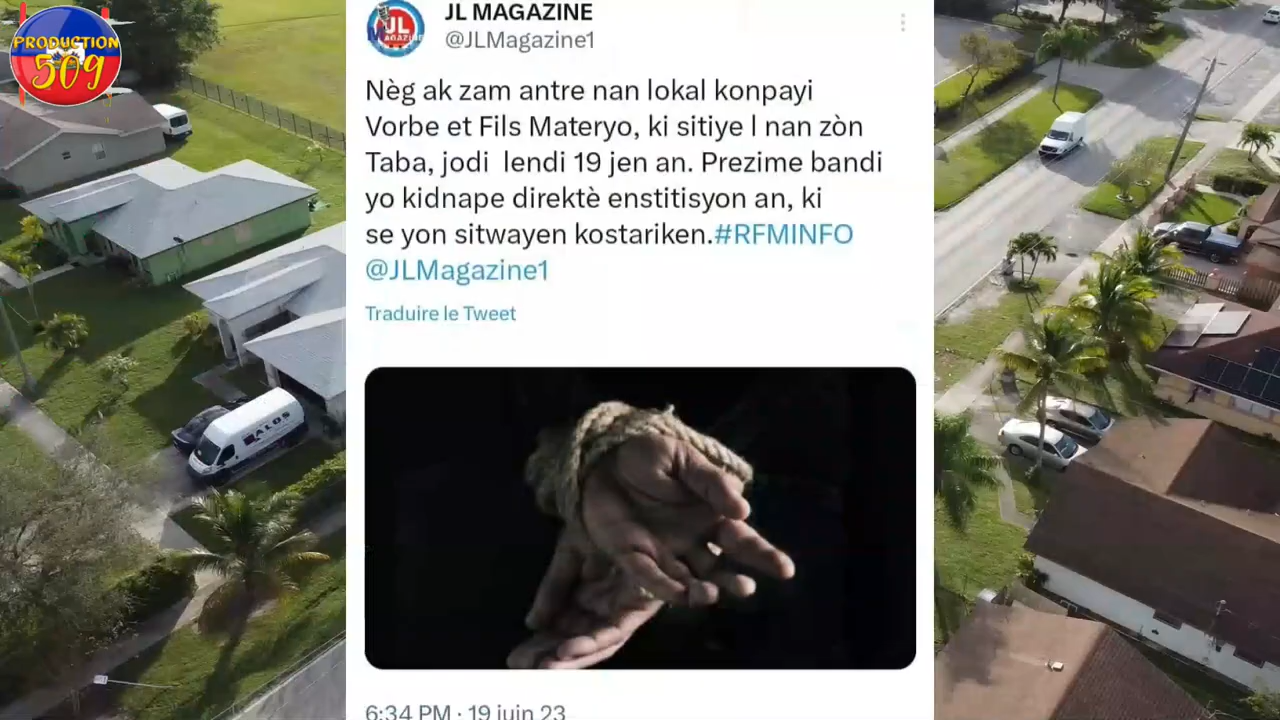 PRODUCTION
509
JL MAGAZINE
@JLMagazine1
Nèg ak zam antre nan lokal konpayi
Vorbe et Fils Materyo, ki sitiye l nan zòn
Taba, jodi lendi 19 jen an. Prezime bandi
yo kidnape direktè enstitisyon an, ki
se yon sitwayen kostariken.#RFMINFO
@JLMagazine1
Traduire le Tweet
6:34 PM · 19 juin 23